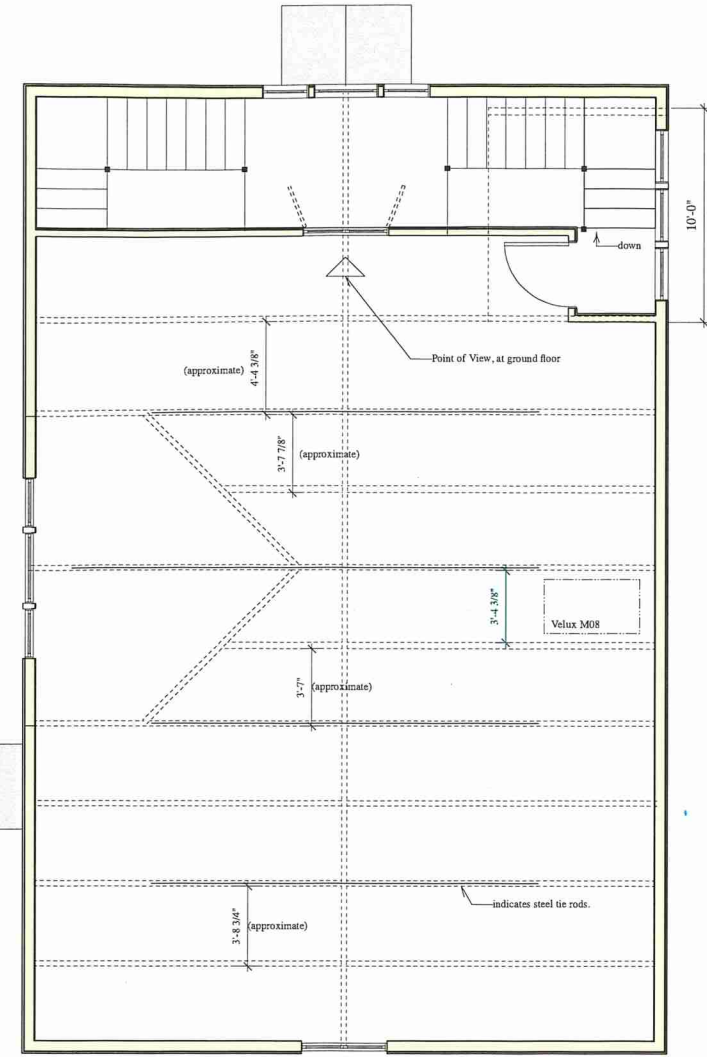 10'-0"
down
Point of View, at ground floor
(approximate) 4'-4 3/8"
3'-7 7/8" (approximate)
3'-4 3/8"
Velux M08
3'-7" (approximate)
indicates steel tie rods.
3'-8 3/4" (approximate)